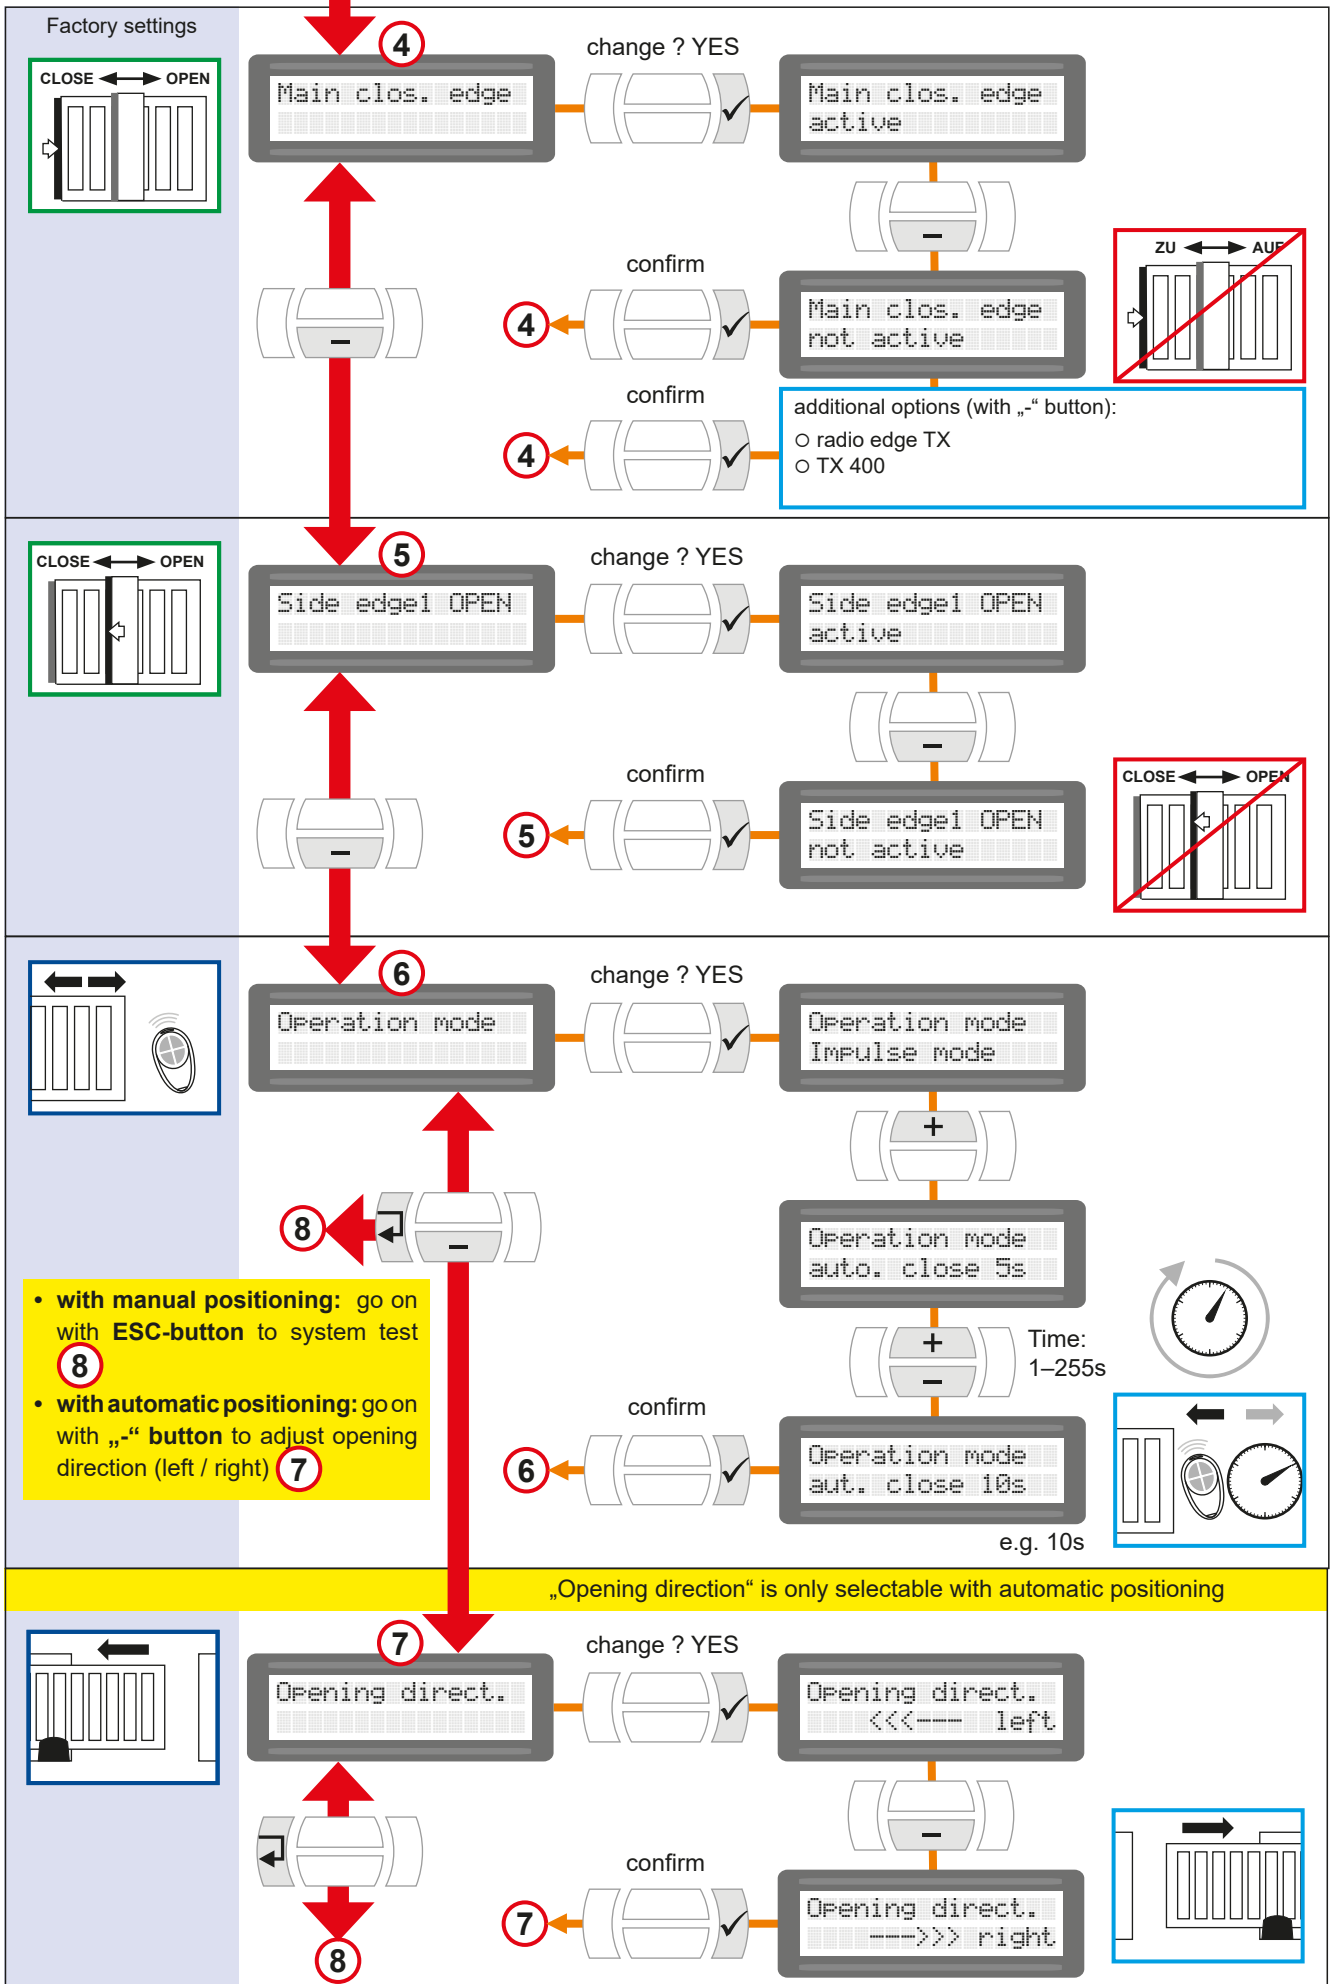 Factory settings
4
change ? YES
CLOSE OPEN
Main clos. edge
Main clos. edge
active
-
confirm
ZU AUF
-
4
Main clos. edge
not active
confirm
additional options (with „-“ button):
radio edge TX
4
TX 400
5
change ? YES
CLOSE OPEN
Side edge1 OPEN
Side edge1 OPEN
active
-
confirm
CLOSE OPEN
-
5
Side edge1 OPEN
not active
6
change ? YES
Operation mode
Operation mode
Impulse mode
+
8
-
Operation mode
auto. close 5s
• with manual positioning: go on
with ESC-button to system test
8
• with automatic positioning: go on
with „-“ button to adjust opening
direction (left / right) 7
+
-
Time:
1–255s
confirm
6
Operation mode
aut. close 10s
e.g. 10s
„Opening direction“ is only selectable with automatic positioning
7
change ? YES
Opening direct.
Opening direct.
<<<--- left
-
confirm
7
Opening direct.
--->>> right
8